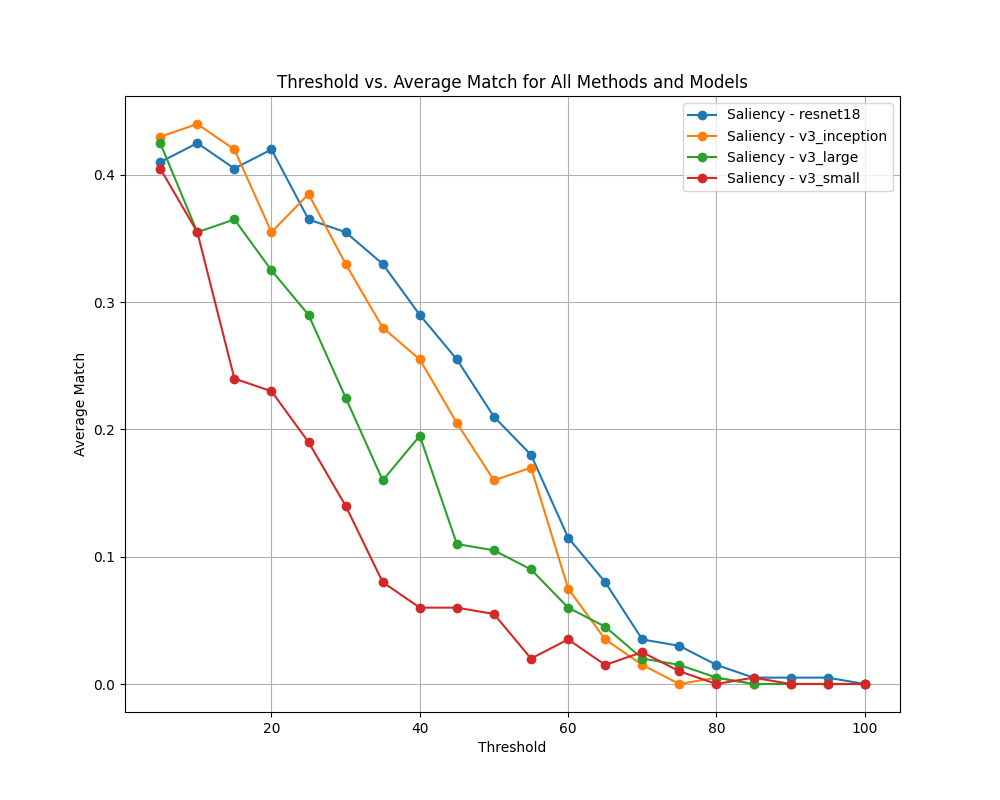 Threshold vs. Average Match for All Methods and Models
Saliency - resnet18
Saliency - v3_inception
Saliency - v3_large
Saliency - v3_small
Average Match
0.4
0.3
0.2
0.1
0.0
20 40 60 80 100
Threshold